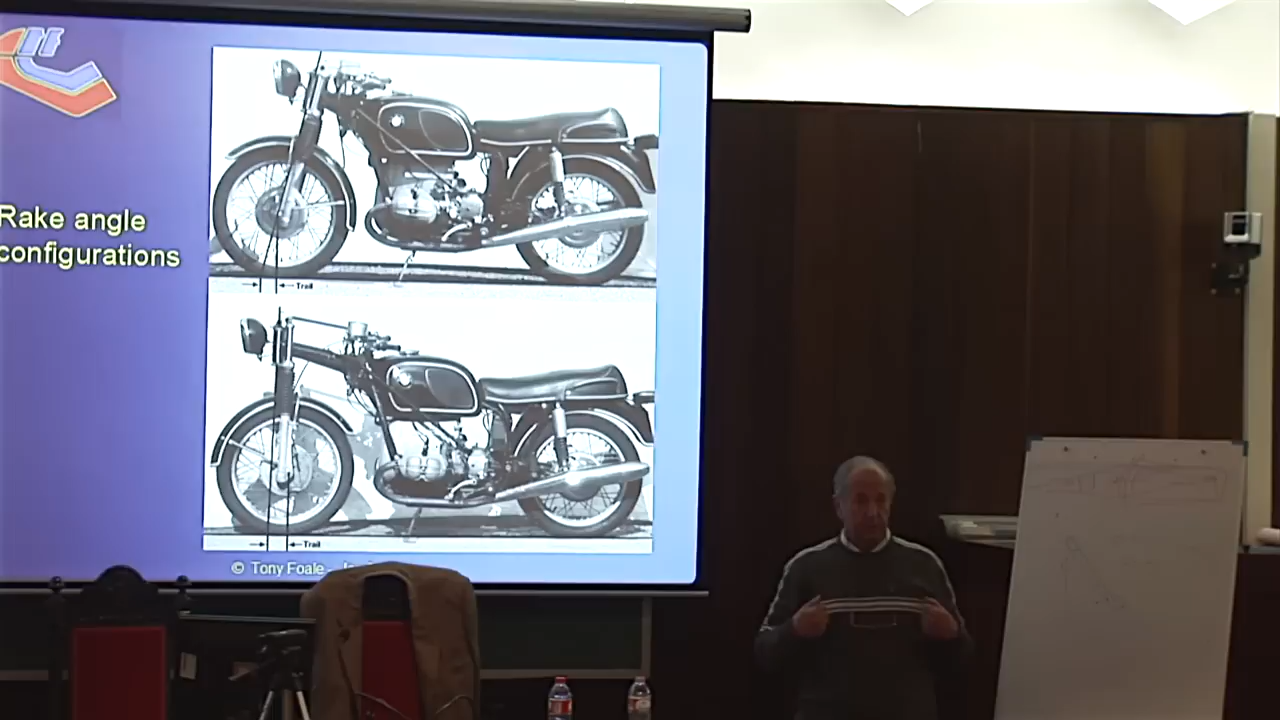 Rake angle
configurations
Trail
Trail
© Tony Foale -